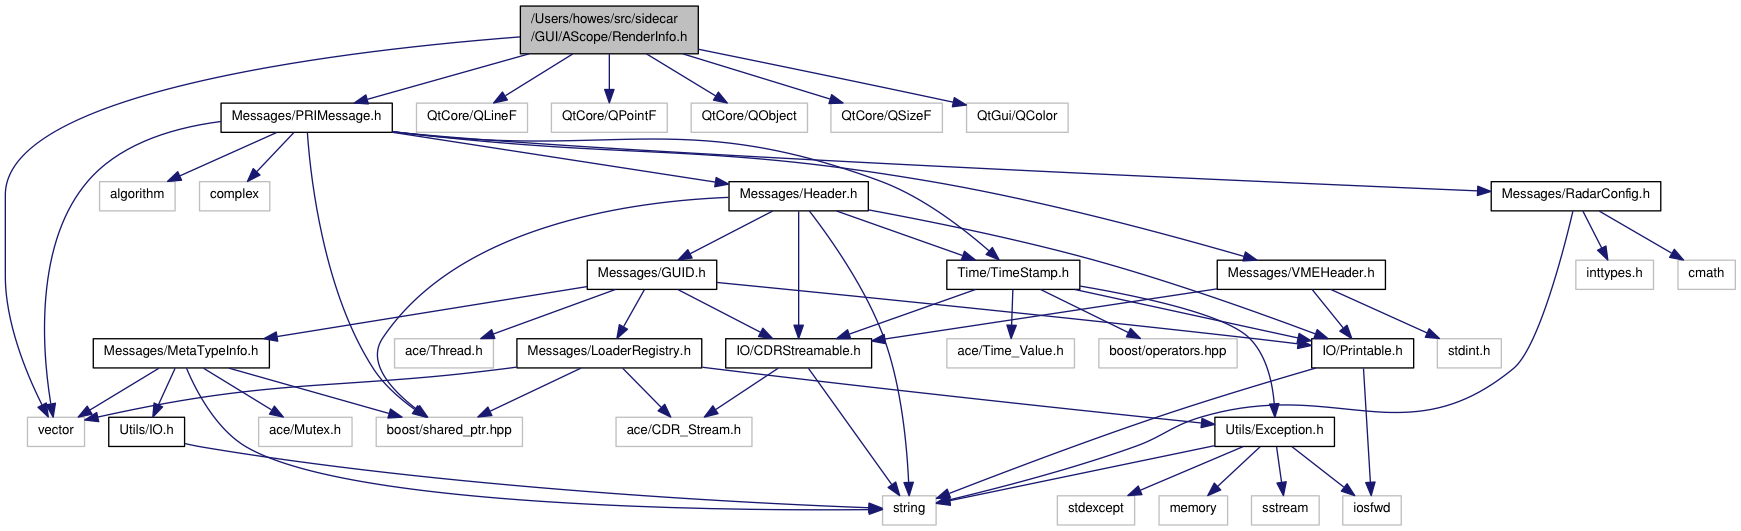 /Users/howes/src/sidecar
/GUI/AScope/RenderInfo.h
Messages/PRIMessage.h
QtCore/QLineF
QtCore/QPointF
QtCore/QObject
QtCore/QSizeF
QtGui/QColor
algorithm
complex
Messages/Header.h
Messages/RadarConfig.h
Messages/GUID.h
Time/TimeStamp.h
Messages/VMEHeader.h
inttypes.h
cmath
Messages/MetaTypeInfo.h
ace/Thread.h
Messages/LoaderRegistry.h
IO/CDRStreamable.h
ace/Time_Value.h
boost/operators.hpp
IO/Printable.h
stdint.h
vector
Utils/IO.h
ace/Mutex.h
boost/shared_ptr.hpp
ace/CDR_Stream.h
Utils/Exception.h
string
stdexcept
memory
sstream
iosfwd